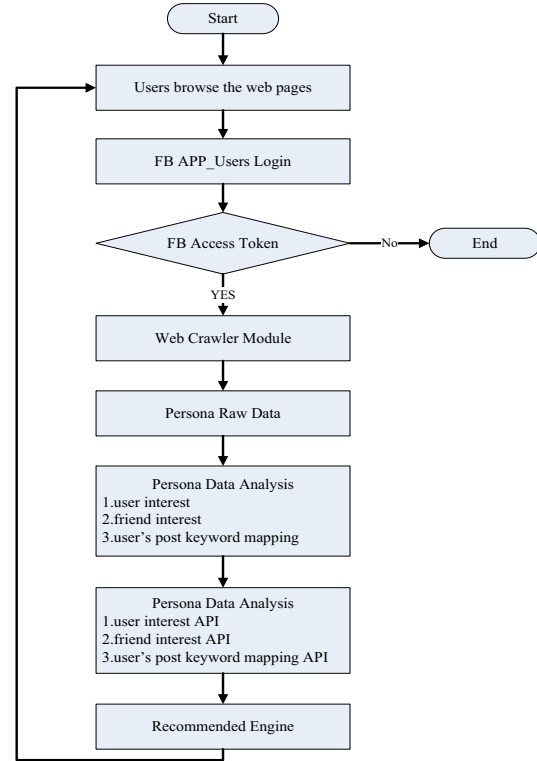 Start
Users browse the web pages
FB APP_Users Login
FB Access Token
No
End
YES
Web Crawler Module
Persona Raw Data
Persona Data Analysis
1.user interest
2.friend interest
3.user's post keyword mapping
Persona Data Analysis
1.user interest API
2.friend interest API
3.user's post keyword mapping API
Recommended Engine